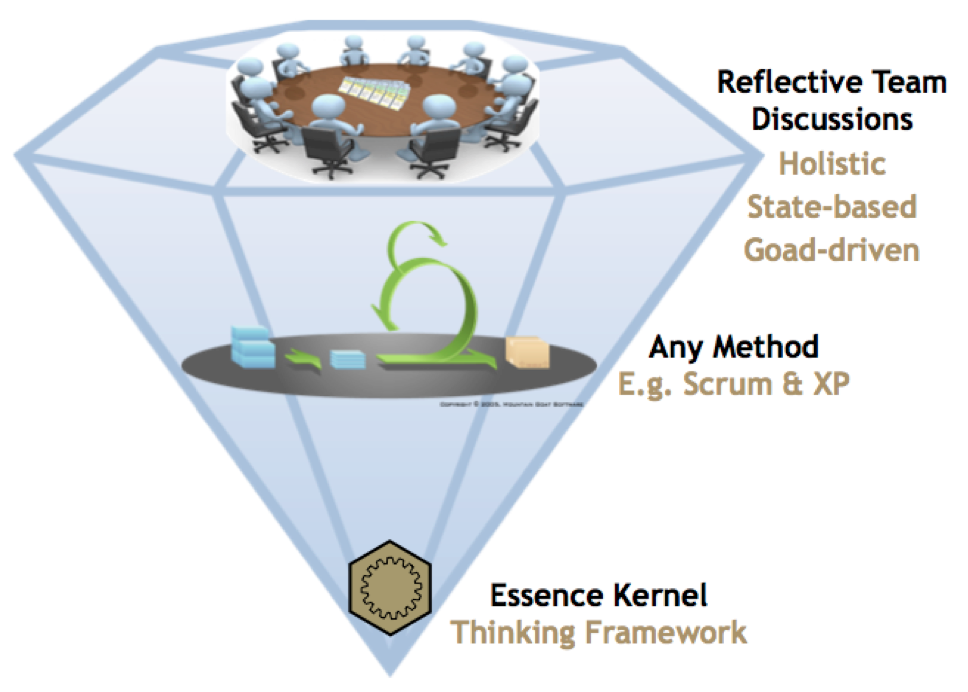 Reflective Team
Discussions
Holistic
State-based
Goad-driven
Any Method
E.g. Scrum & XP
COPYRIGHT © 2005, MOUNTAIN GOAT SOFTWARE
Essence Kernel
Thinking Framework